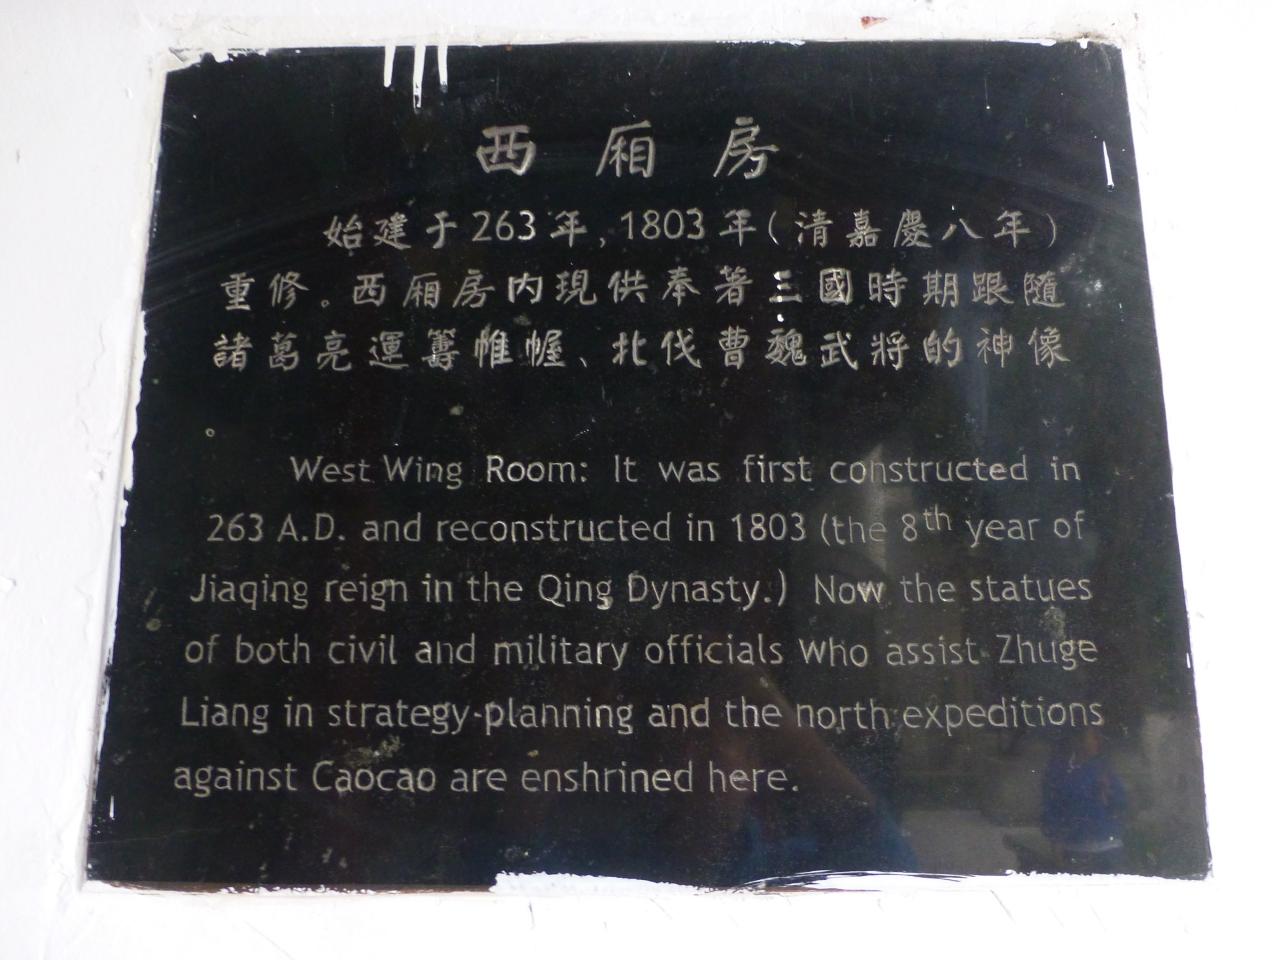 西廂房
始建于263年,1803年(清嘉慶八年)
重修。西廂房内現供奉著三國時期跟隨
諸葛亮運籌帷幄、北伐曹魏武將的神像
West Wing Room: It was first constructed in
263 A.D. and reconstructed in 1803 (the 8th year of
Jiaqing reign in the Qing Dynasty.) Now the statues
of both civil and military officials who assist Zhuge
Liang in strategy-planning and the north expeditions
against Caocao are enshrined here.